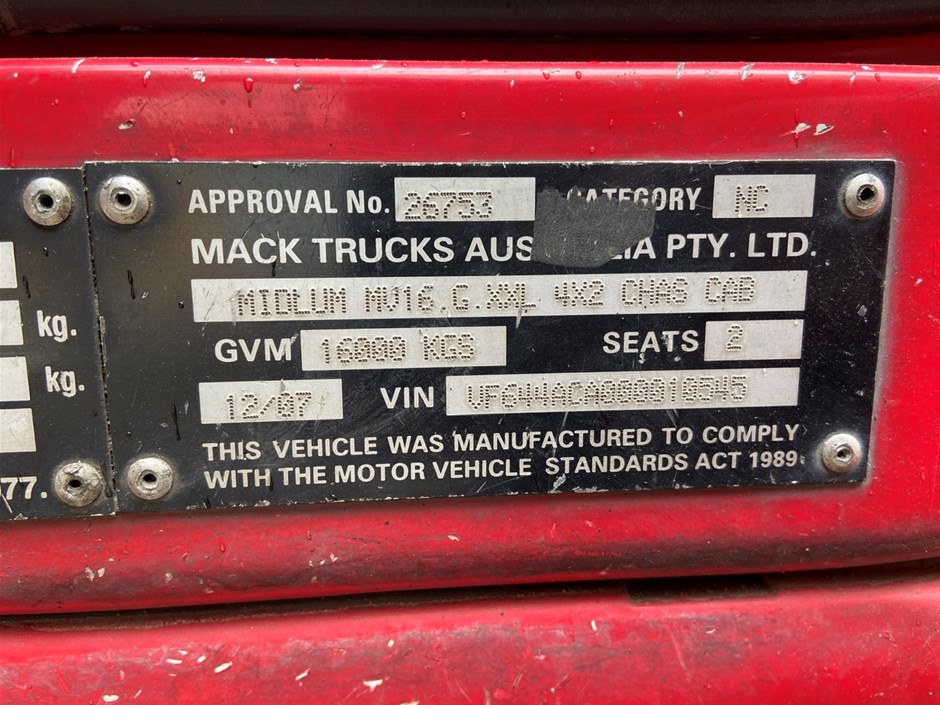 APPROVAL No. 26753 CATEGORY NC
MACK TRUCKS AUS LIA PTY. LTD.
MIDLUM MV16.G.XXL 4X2 CHAS CAB
GVM 16000 KGS SEATS 2
kg.
12/07 VIN VF644ACM000010545
kg.
THIS VEHICLE WAS MANUFACTURED TO COMPLY
WITH THE MOTOR VEHICLE STANDARDS ACT 1989.
77.